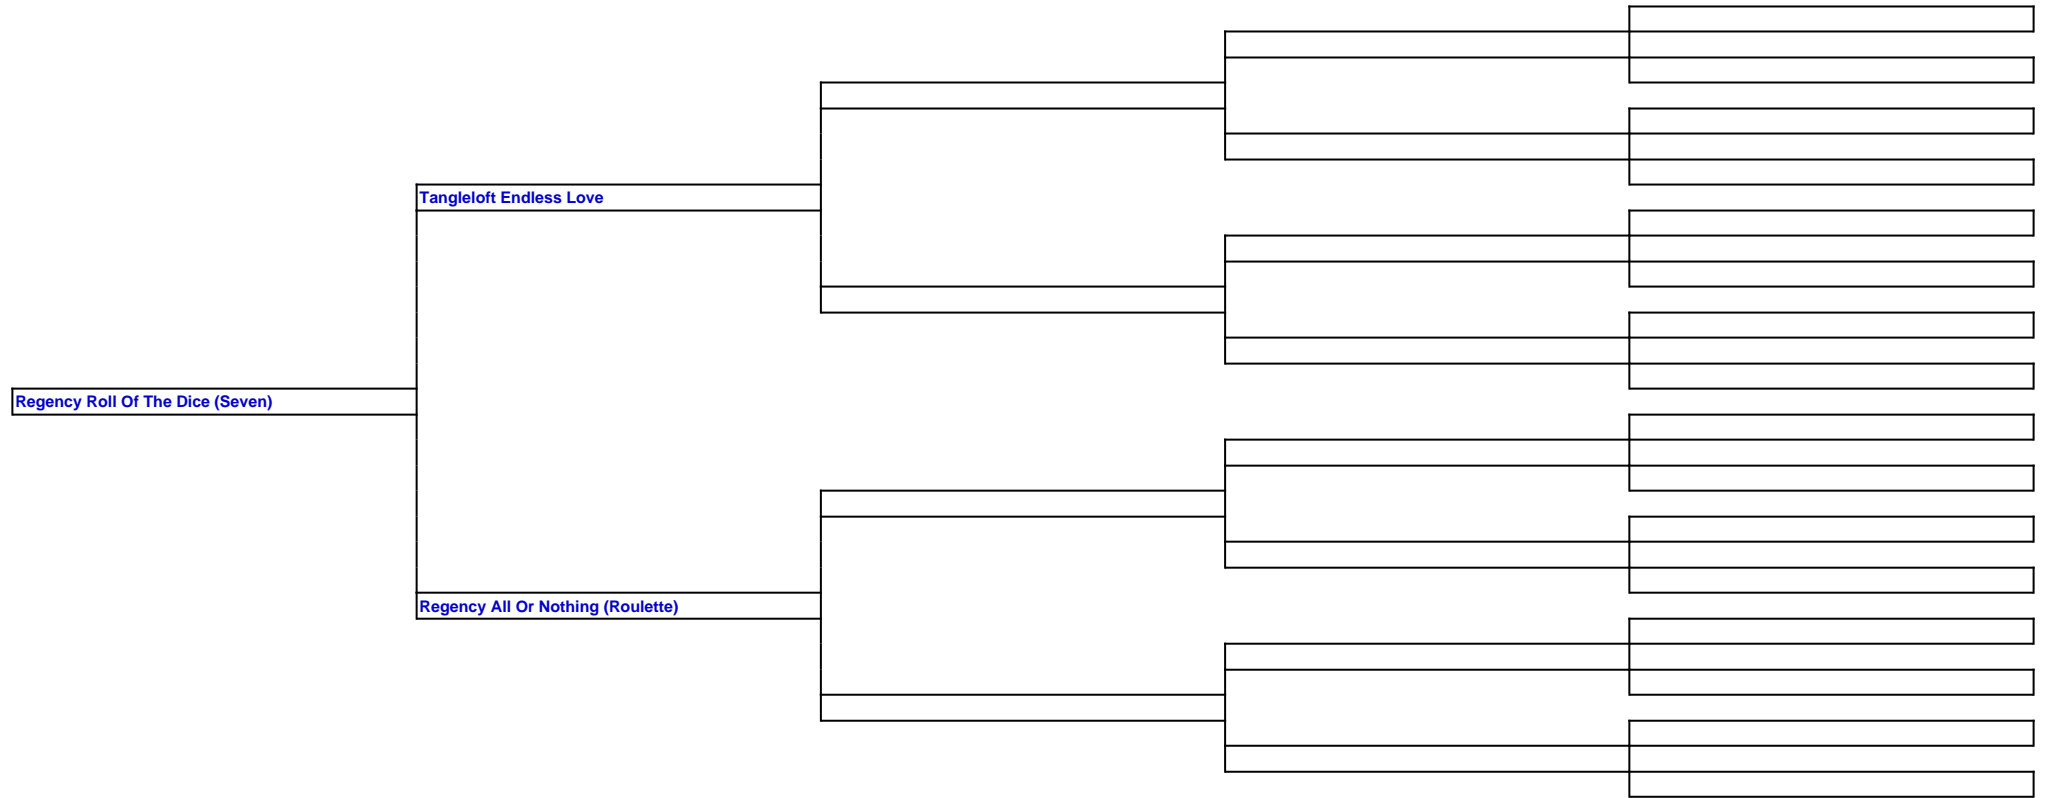 Tangleloft Endless Love
Regency Roll Of The Dice (Seven)
Regency All Or Nothing (Roulette)